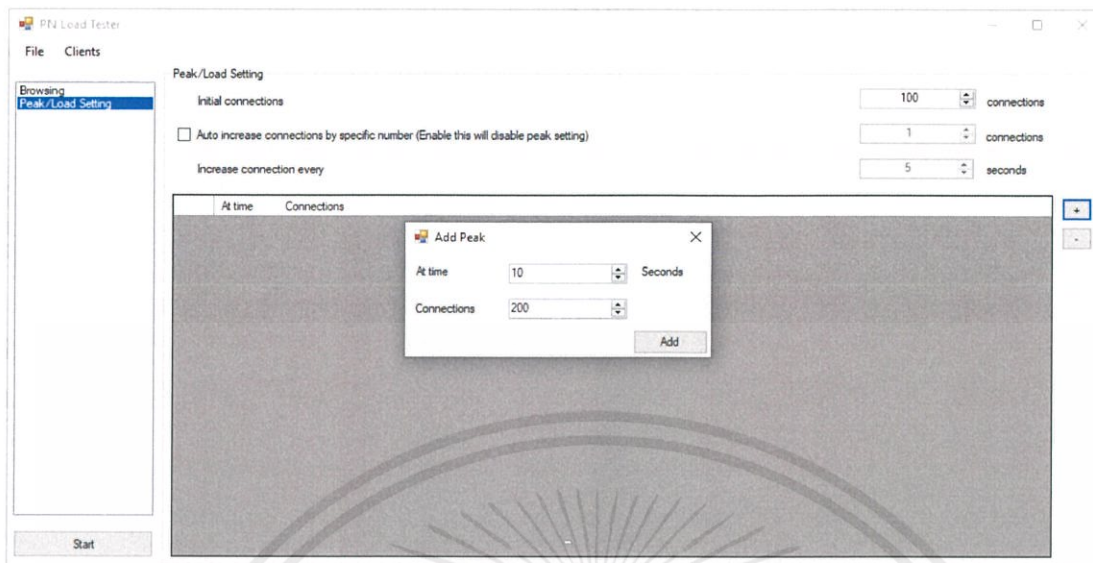 PN Load Tester
File Clients
Browsing
Peak/Load Setting
Start
Peak/Load Setting
Initial connections 100 connections
Auto increase connections by specific number (Enable this will disable peak setting) 1 connections
Increase connection every 5 seconds
At time Connections
+
-
Add Peak
At time 10 Seconds
Connections 200
Add